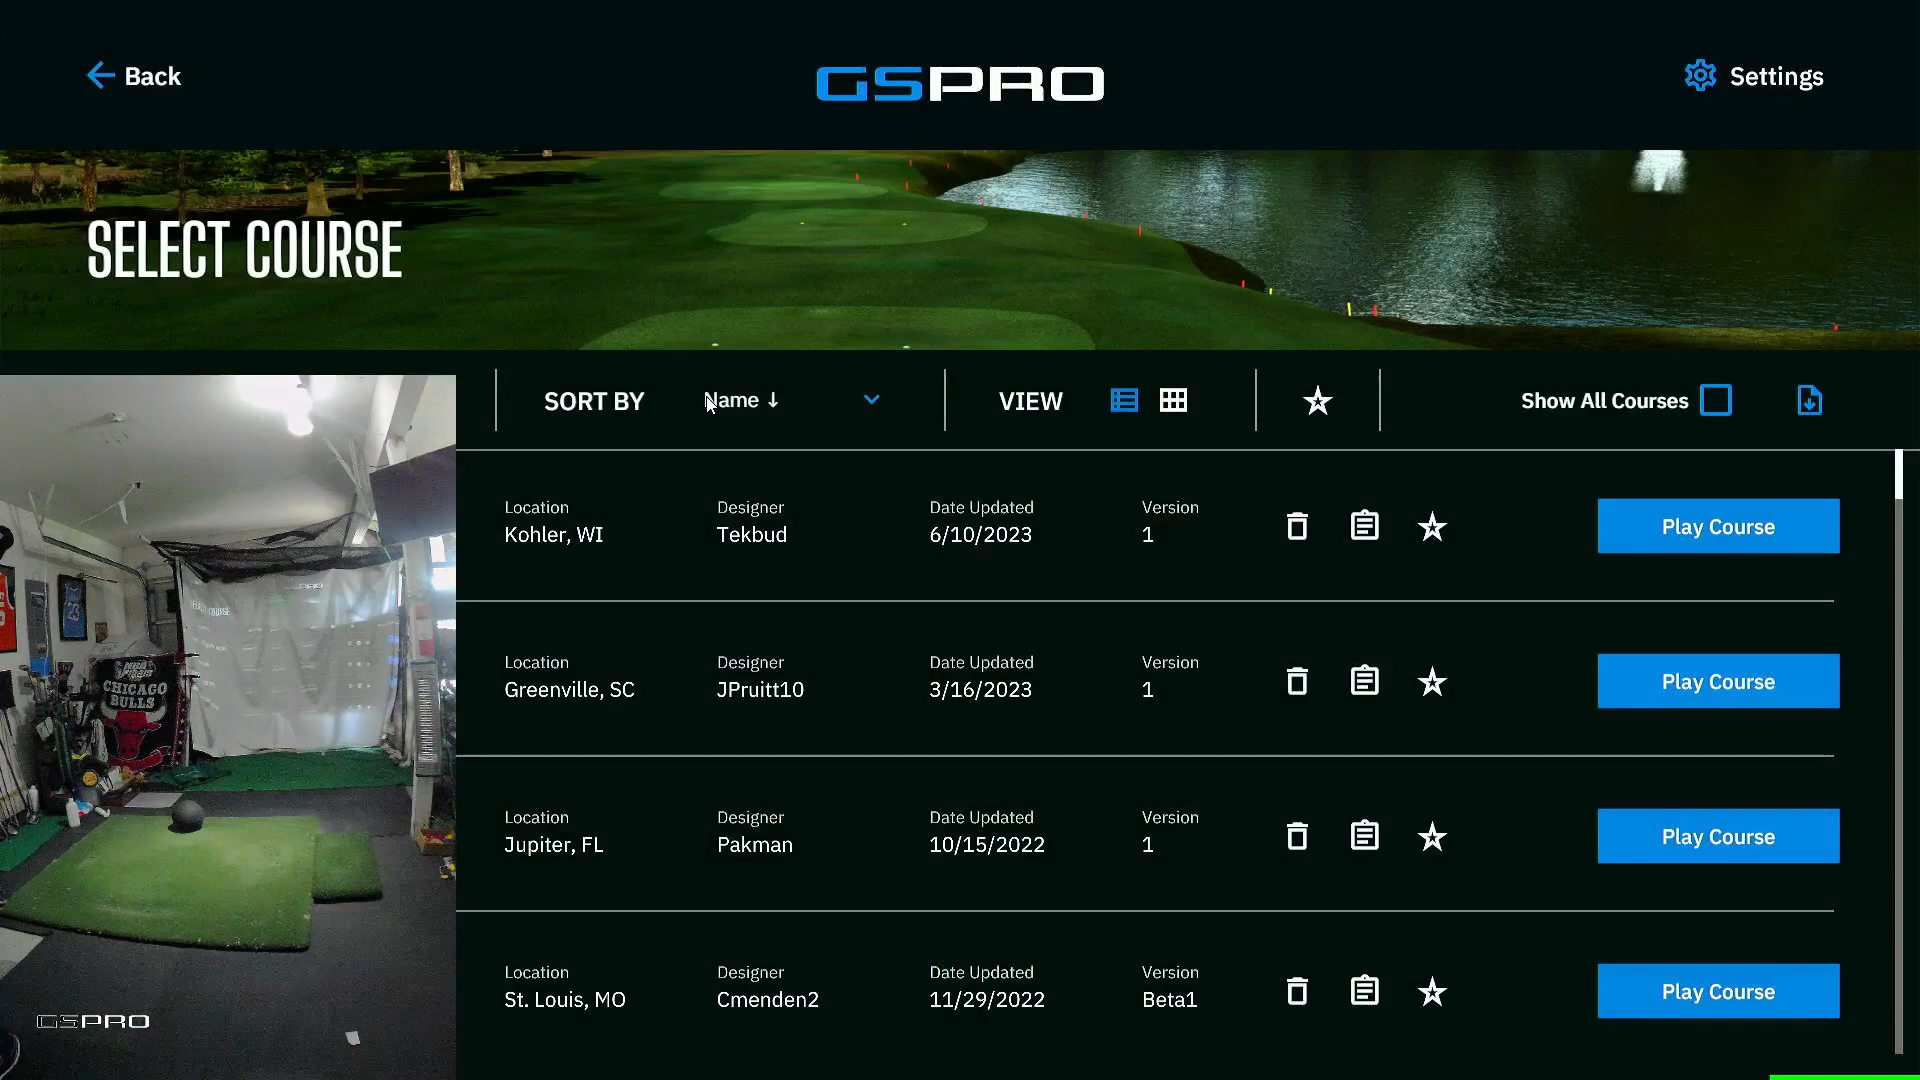 Back
GSPRO
Settings
SELECT COURSE
SORT BY
Name ↓
VIEW
Show All Courses
Location
Kohler, WI
Designer
Tekbud
Date Updated
6/10/2023
Version
1
Play Course
Location
Greenville, SC
Designer
JPruitt10
Date Updated
3/16/2023
Version
1
Play Course
Location
Jupiter, FL
Designer
Pakman
Date Updated
10/15/2022
Version
1
Play Course
Location
St. Louis, MO
Designer
Cmenden2
Date Updated
11/29/2022
Version
Beta1
Play Course
CHICAGO
BULLS
23
GSPRO